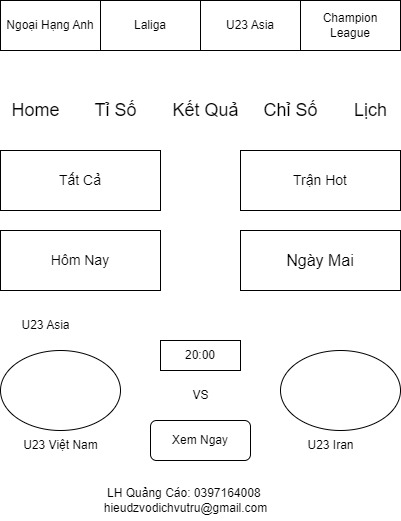 Ngoại Hạng Anh Laliga U23 Asia Champion
League
Home Tỉ Số Kết Quả Chỉ Số Lịch
Tất Cả Trận Hot
Hôm Nay Ngày Mai
U23 Asia
20:00
VS
U23 Việt Nam Xem Ngay U23 Iran
LH Quảng Cáo: 0397164008
hieudzvodichvutru@gmail.com